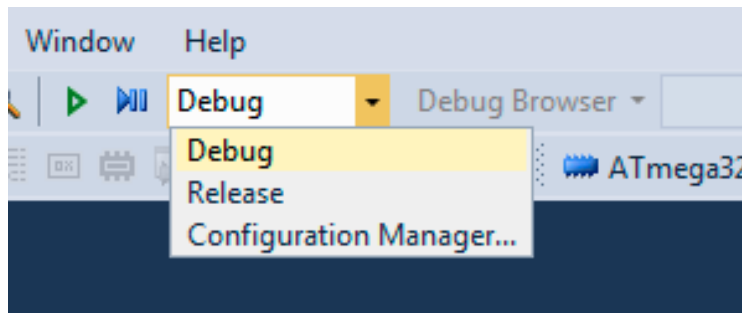 Window Help
Debug Debug Browser
Debug
Release
Configuration Manager...
ATmega32